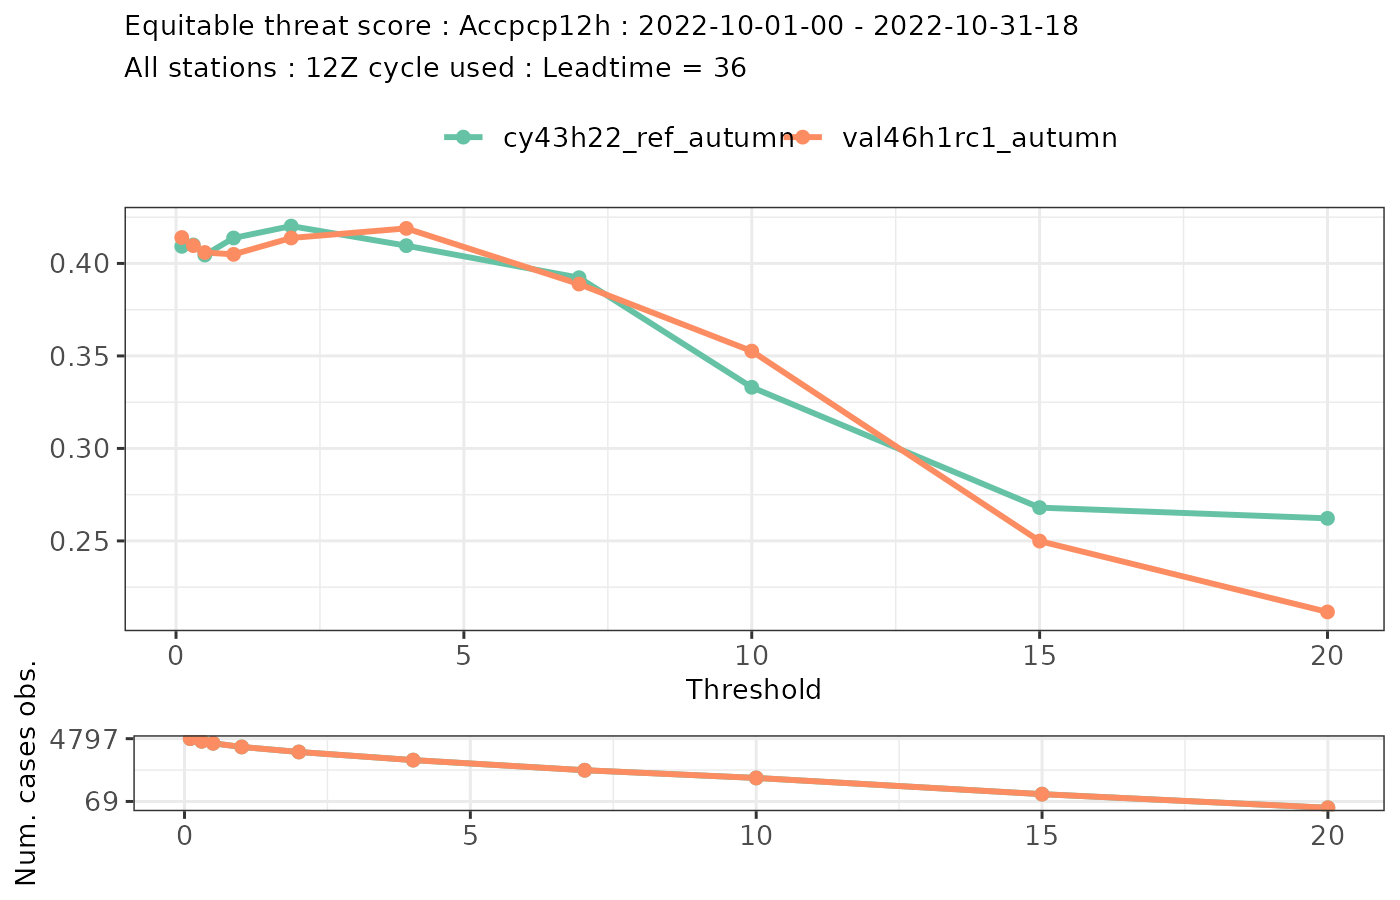 Equitable threat score : Accpcp12h : 2022-10-01-00 - 2022-10-31-18
All stations : 12Z cycle used : Leadtime = 36
cy43h22_ref_autumn val46h1rc1_autumn
0.40
0.35
0.30
0.25
0 5 10 15 20
Threshold
Num. cases obs.
4797
69
0 5 10 15 20